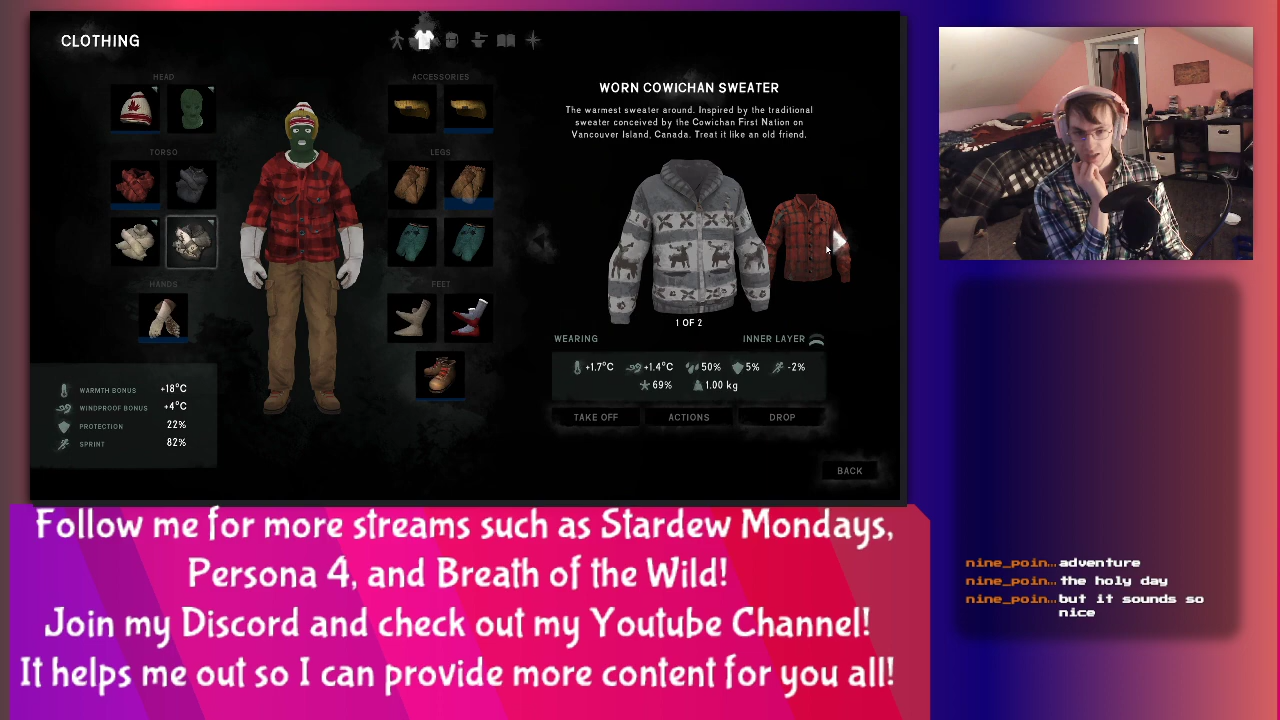 CLOTHING
HEAD
ACCESSORIES
TORSO
LEGS
HANDS
FEET
WARMTH BONUS +18°C
WINDPROOF BONUS +4°C
PROTECTION 22%
SPRINT 82%
WORN COWICHAN SWEATER
The warmest sweater around. Inspired by the traditional
sweater conceived by the Cowichan First Nation on
Vancouver Island, Canada. Treat it like an old friend.
1 OF 2
WEARING INNER LAYER
+1.7°C +1.4°C 50% 5% -2%
69% 1.00 kg
TAKE OFF ACTIONS DROP
BACK
Follow me for more streams such as Stardew Mondays,
Persona 4, and Breath of the Wild!
Join my Discord and check out my Youtube Channel!
It helps me out so I can provide more content for you all!
nine_poin… adventure
nine_poin… the holy day
nine_poin… but it sounds so
nice